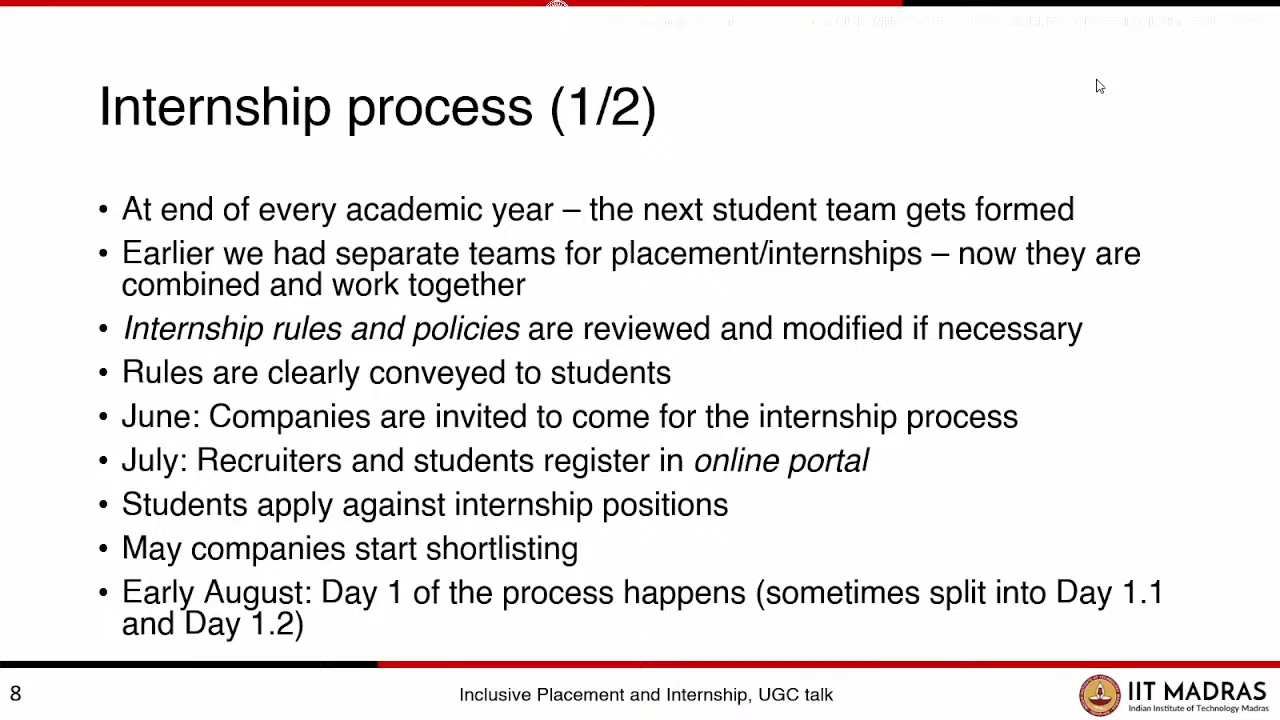 Internship process (1/2)
• At end of every academic year – the next student team gets formed
• Earlier we had separate teams for placement/internships – now they are
combined and work together
• Internship rules and policies are reviewed and modified if necessary
• Rules are clearly conveyed to students
• June: Companies are invited to come for the internship process
• July: Recruiters and students register in online portal
• Students apply against internship positions
• May companies start shortlisting
• Early August: Day 1 of the process happens (sometimes split into Day 1.1
and Day 1.2)
8
Inclusive Placement and Internship, UGC talk
IIT MADRAS
Indian Institute of Technology Madras